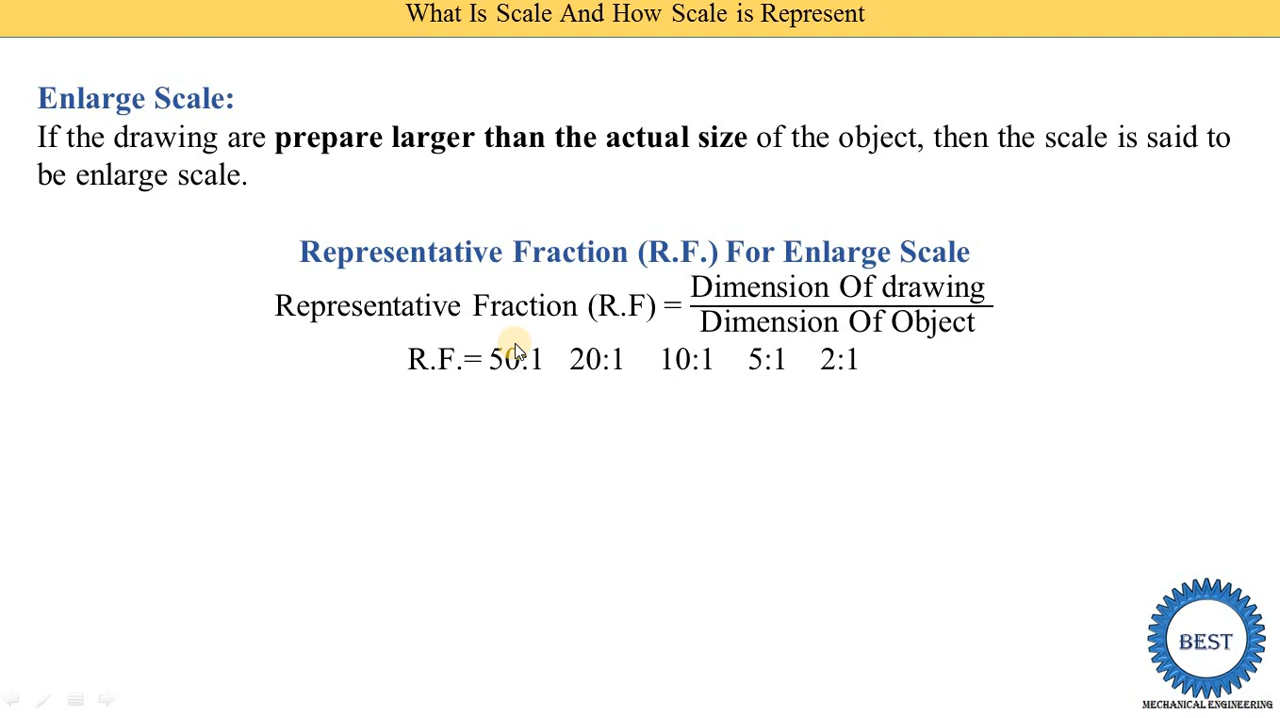 What Is Scale And How Scale is Represent
Enlarge Scale:
If the drawing are prepare larger than the actual size of the object, then the scale is said to
be enlarge scale.
Representative Fraction (R.F.) For Enlarge Scale
Representative Fraction (R.F) = Dimension Of drawing
Dimension Of Object
R.F.= 50:1 20:1 10:1 5:1 2:1
BEST
MECHANICAL ENGINEERING